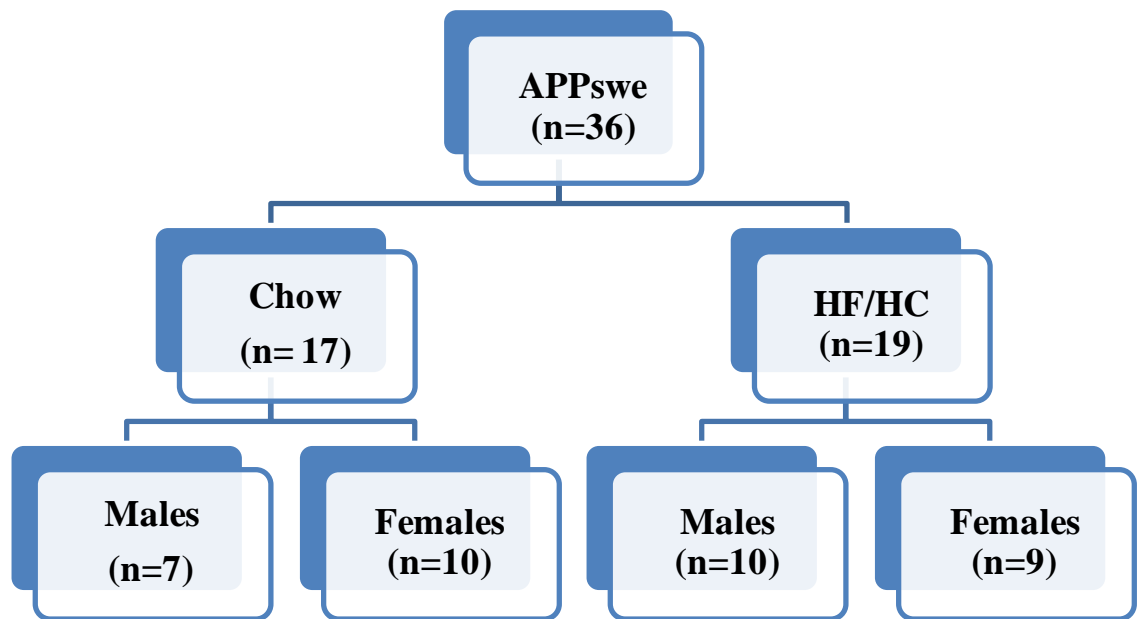 APPswe
(n=36)
Chow
(n= 17)
HF/HC
(n=19)
Males
(n=7)
Females
(n=10)
Males
(n=10)
Females
(n=9)